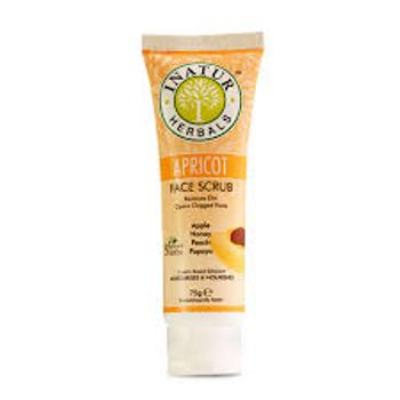 INATUR
HERBALS
APRICOT
FACE SCRUB
Removes Dirt
Opens Clogged Pores
Apple
Honey
Peach
Papaya
75g e